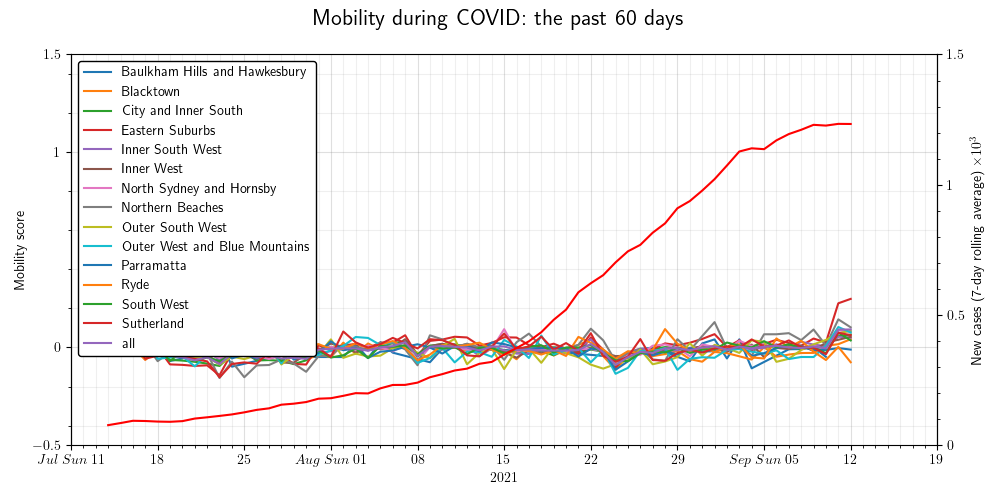 Mobility during COVID: the past 60 days
1.5
1
0
−0.5
Mobility score
Baulkham Hills and Hawkesbury
Blacktown
City and Inner South
Eastern Suburbs
Inner South West
Inner West
North Sydney and Hornsby
Northern Beaches
Outer South West
Outer West and Blue Mountains
Parramatta
Ryde
South West
Sutherland
all
1.5
1
0.5
0
New cases (7-day rolling average) ×10³
Jul Sun 11 18 25 Aug Sun 01 08 15 22 29 Sep Sun 05 12 19
2021